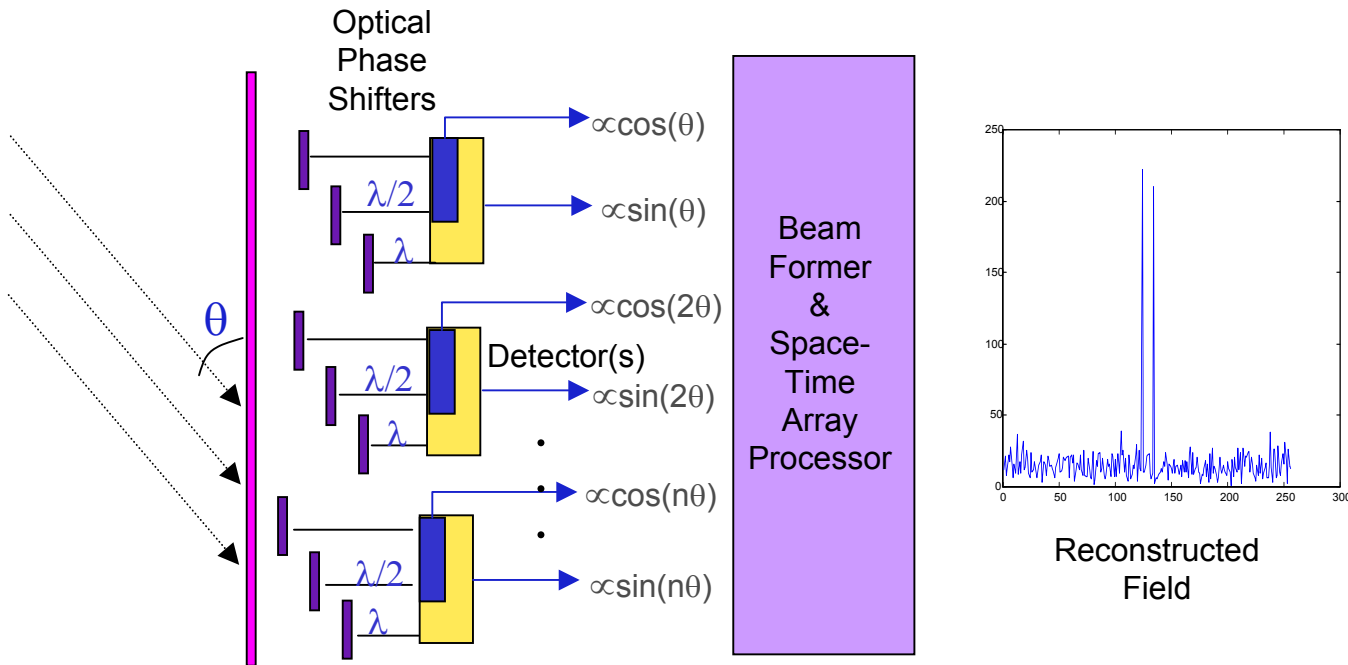 Optical
Phase
Shifters
∝cos(θ)
λ/2
∝sin(θ)
λ
θ
∝cos(2θ)
Detector(s)
λ/2
∝sin(2θ)
λ
∝cos(nθ)
λ/2
∝sin(nθ)
λ
Beam
Former
&
Space-
Time
Array
Processor
250
200
150
100
50
0
0 50 100 150 200 250 300
Reconstructed
Field